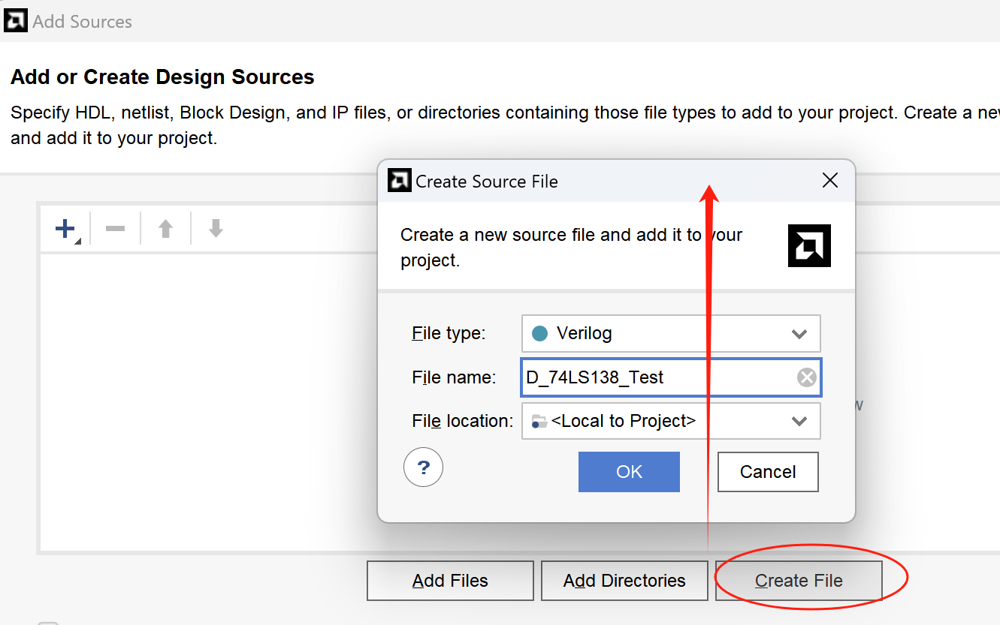 Add Sources
Add or Create Design Sources
Specify HDL, netlist, Block Design, and IP files, or directories containing those file types to add to your project. Create a
and add it to your project.
Create Source File
Create a new source file and add it to your
project.
File type:
Verilog
File name:
D_74LS138_Test
File location:
<Local to Project>
?
OK
Cancel
Add Files
Add Directories
Create File